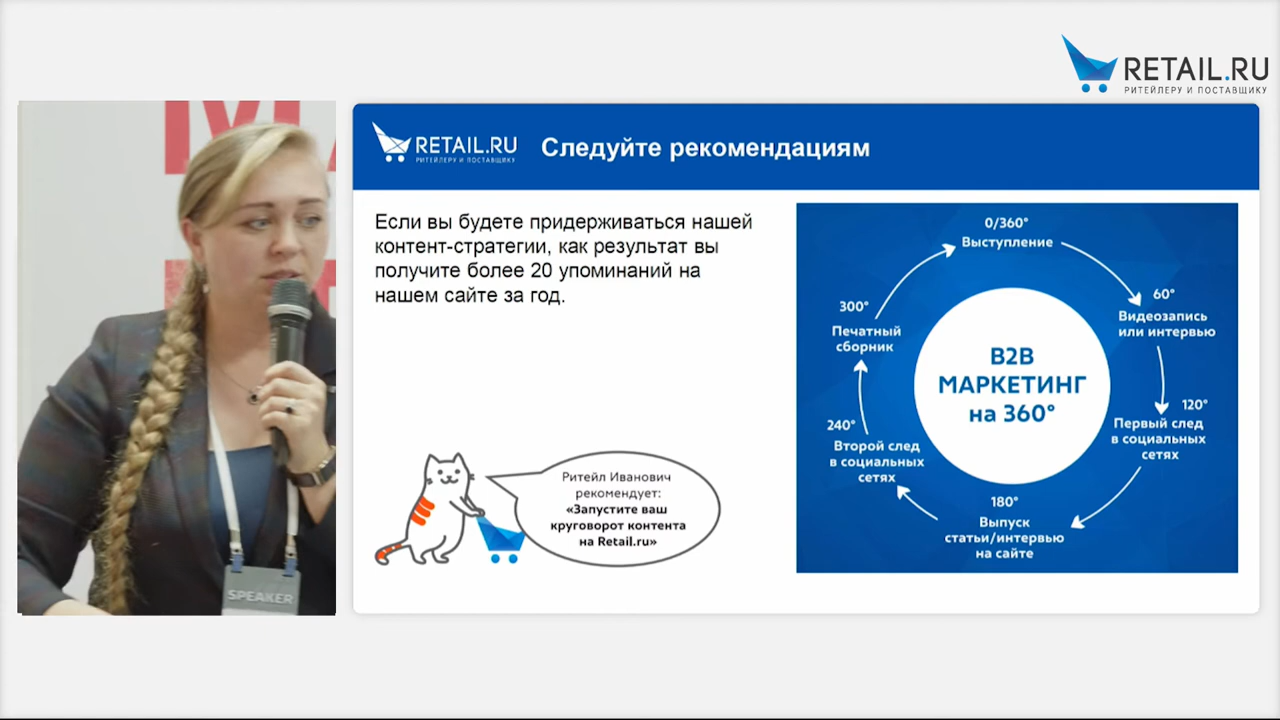 RETAIL.RU
РИТЕЙЛЕРУ И ПОСТАВЩИКУ
RETAIL.RU
РИТЕЙЛЕРУ И ПОСТАВЩИКУ
Следуйте рекомендациям
Если вы будете придерживаться нашей
контент-стратегии, как результат вы
получите более 20 упоминаний на
нашем сайте за год.
Ритейл Иванович
рекомендует:
«Запустите ваш
круговорот контента
на Retail.ru»
0/360°
Выступление
60°
Видеозапись
или интервью
120°
Первый след
в социальных
сетях
180°
Выпуск
статьи/интервью
на сайте
240°
Второй след
в социальных
сетях
300°
Печатный
сборник
B2B
МАРКЕТИНГ
на 360°
SPEAKER